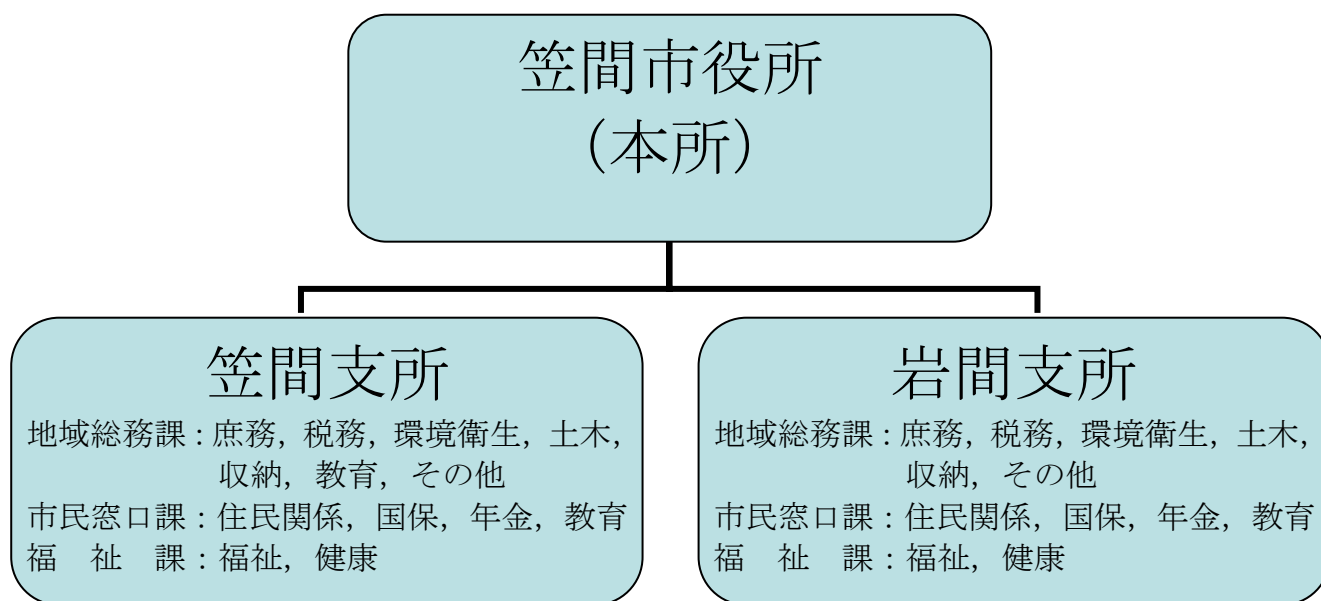 笠間市役所
(本所)
笠間支所
地域総務課:庶務,税務,環境衛生,土木,
収納,教育,その他
市民窓口課:住民関係,国保,年金,教育
福　祉　課:福祉,健康
岩間支所
地域総務課:庶務,税務,環境衛生,土木,
収納,その他
市民窓口課:住民関係,国保,年金,教育
福　祉　課:福祉,健康